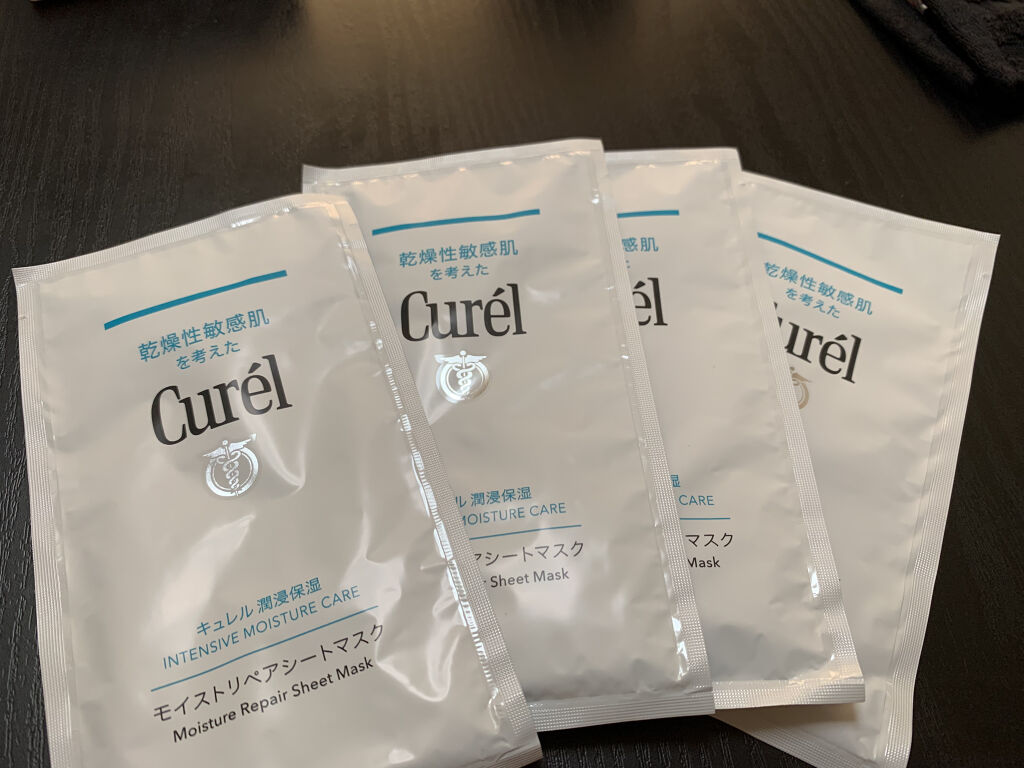 乾燥性敏感肌
を考えた
Curél
キュレル 潤浸保湿
INTENSIVE MOISTURE CARE
モイストリペアシートマスク
Moisture Repair Sheet Mask
乾燥性敏感肌
を考えた
Curél
ル 潤浸保湿
MOISTURE CARE
アシートマスク
Sheet Mask
感肌
él
湿
CARE
マスク
Mask
乾燥性敏感肌
を考えた
urél